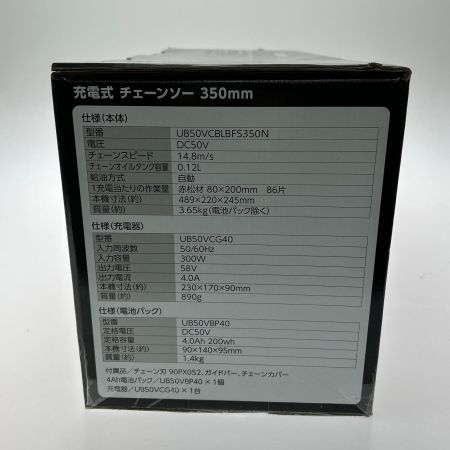 充電式 チェーンソー 350mm
仕様(本体)
型番 UB50VCBLBFS350N
電圧 DC50V
チェーンスピード 14.8m/s
チェーンオイルタンク容量 0.12L
給油方式 自動
1充電当たりの作業量 赤松材 80×200mm 86片
本機寸法(約) 489×220×245mm
質量(約) 3.65kg(電池パック除く)
仕様(充電器)
型番 UB50VCG40
入力周波数 50/60Hz
入力容量 300W
出力電圧 58V
出力電流 4.0A
本機寸法(約) 230×170×90mm
質量(約) 890g
仕様(電池パック)
型番 UB50VBP40
定格電圧 DC50V
定格容量 4.0Ah 200wh
本機寸法(約) 90×140×95mm
質量(約) 1.4kg
付属品/チェーン刃 90PX052、ガイドバー、チェーンカバー
4Ah電池パック/UB50VBP40×1個
充電器/UB50VCG40×1台